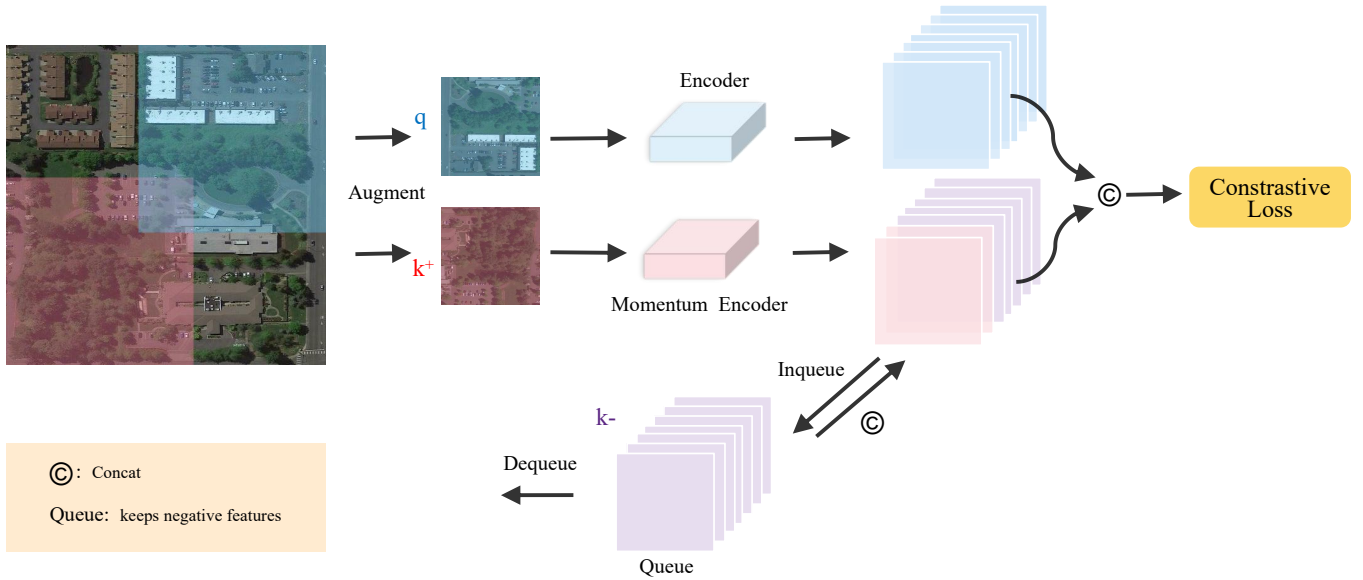 Encoder
q
Augment
k+
Momentum Encoder
©
Constrastive
Loss
Inqueue
©
k-
Dequeue
Queue
©: Concat
Queue: keeps negative features